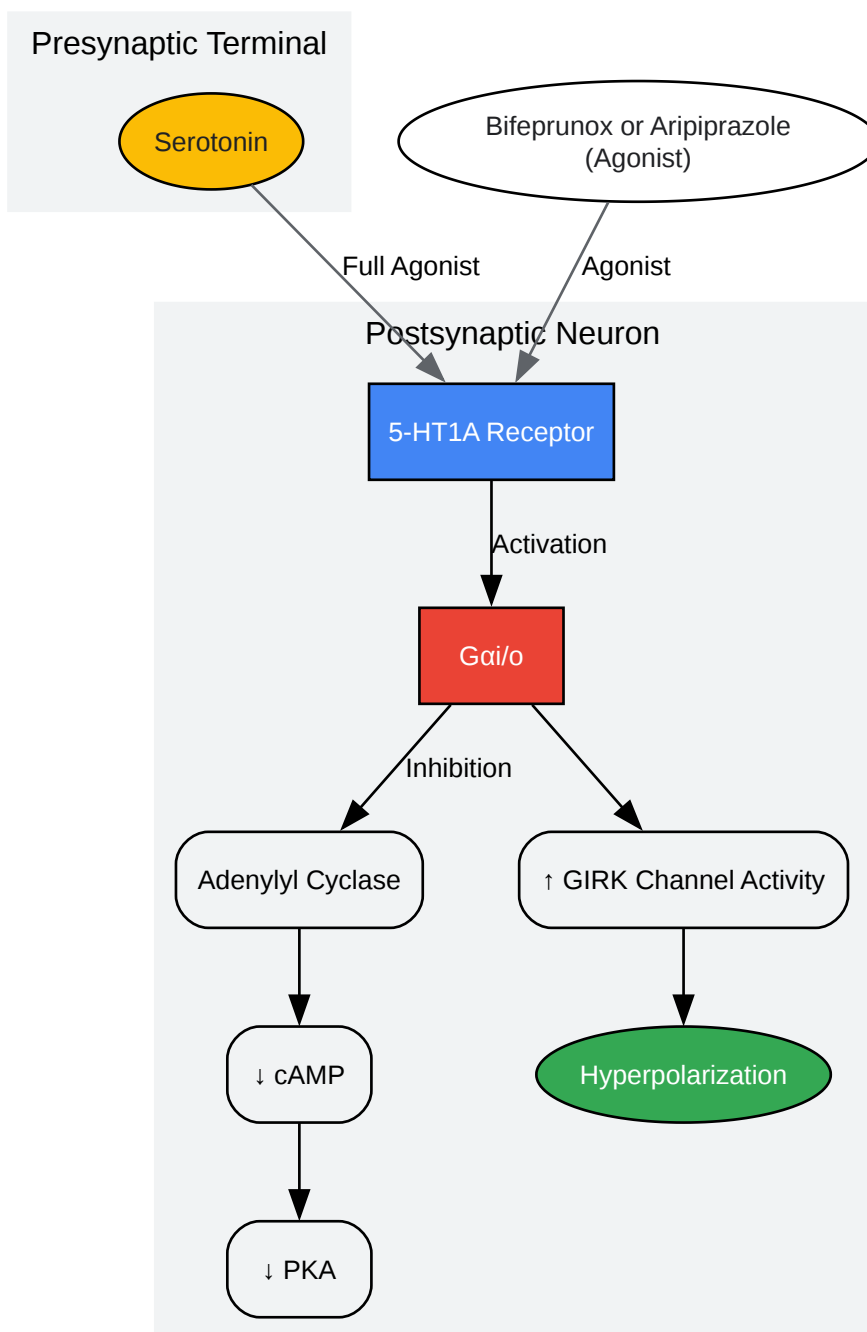 Presynaptic Terminal
Serotonin
Bifeprunox or Aripiprazole
(Agonist)
Full Agonist
Agonist
Postsynaptic Neuron
5-HT1A Receptor
Activation
Gαi/o
Inhibition
Adenylyl Cyclase
↑ GIRK Channel Activity
↓ cAMP
Hyperpolarization
↓ PKA